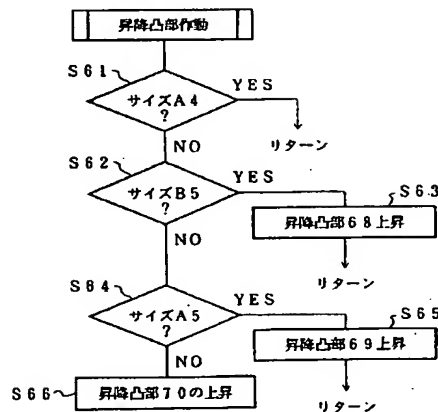 昇降凸部作動
S61
サイズA4
?
YES
リターン
NO
S62
サイズB5
?
YES
S63
昇降凸部68上昇
リターン
NO
S64
サイズA5
?
YES
S65
昇降凸部69上昇
リターン
NO
S66
昇降凸部70の上昇